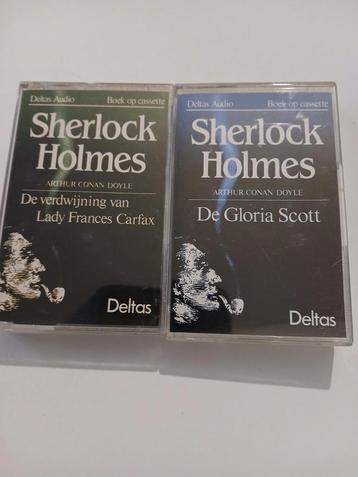 Deltas Audio Boek op cassette
Sherlock
Holmes
ARTHUR CONAN DOYLE
De verdwijning van
Lady Frances Carfax
Deltas
Deltas Audio Boek op cassette
Sherlock
Holmes
ARTHUR CONAN DOYLE
De Gloria Scott
Deltas